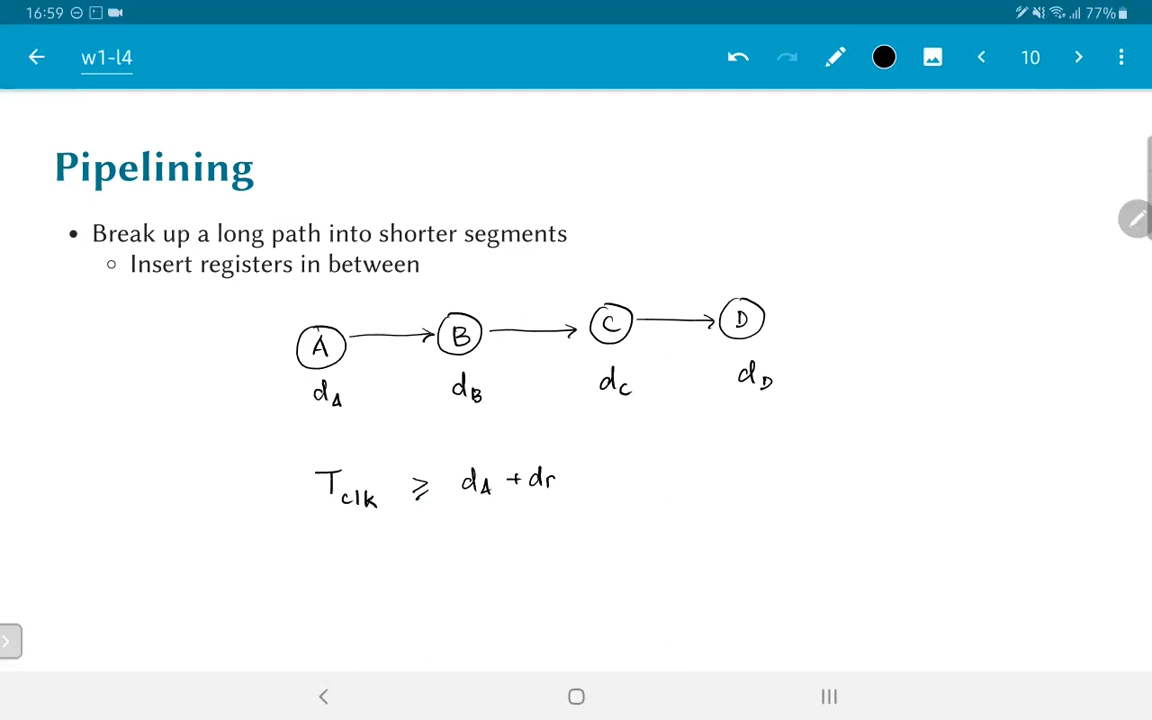 16:59 77%
w1-l4 10
Pipelining
• Break up a long path into shorter segments
○ Insert registers in between
A B C D
dA dB dC dD
Tclk ⩾ dA + dr